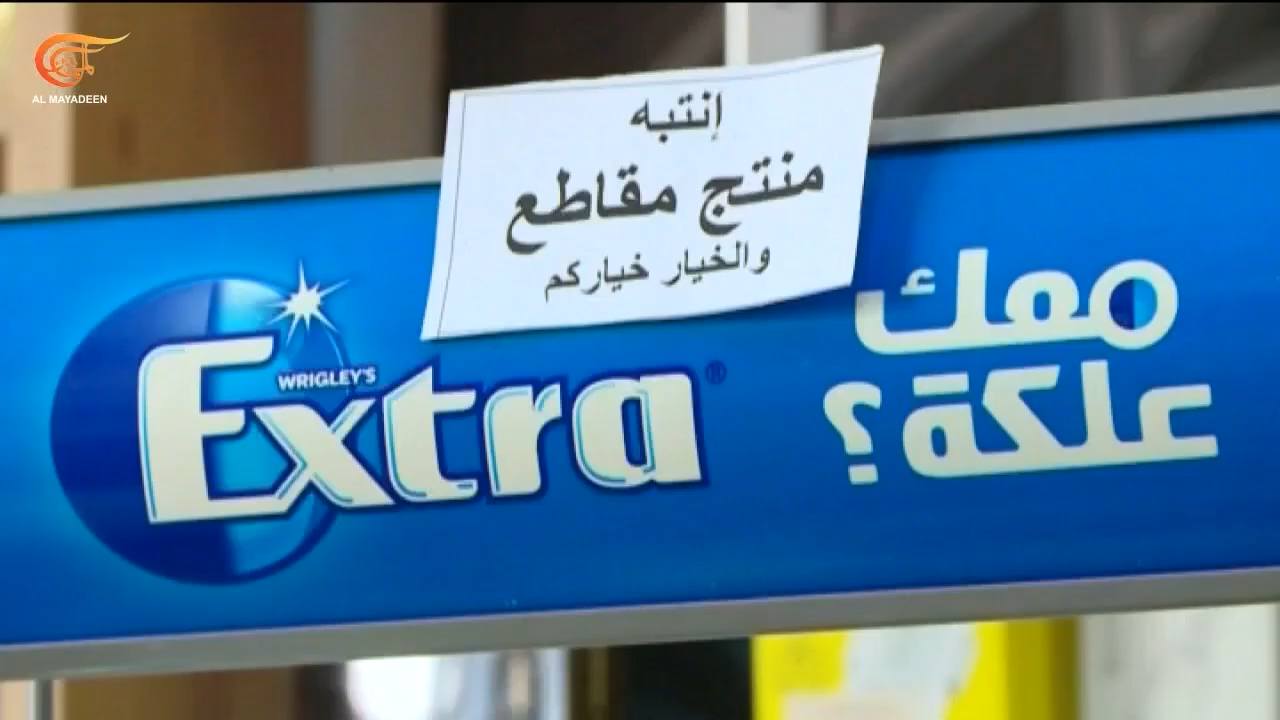 AL MAYADEEN
إنتبه
منتج مقاطع
والخيار خياركم
WRIGLEY'S
Extra®
معك
علكة؟